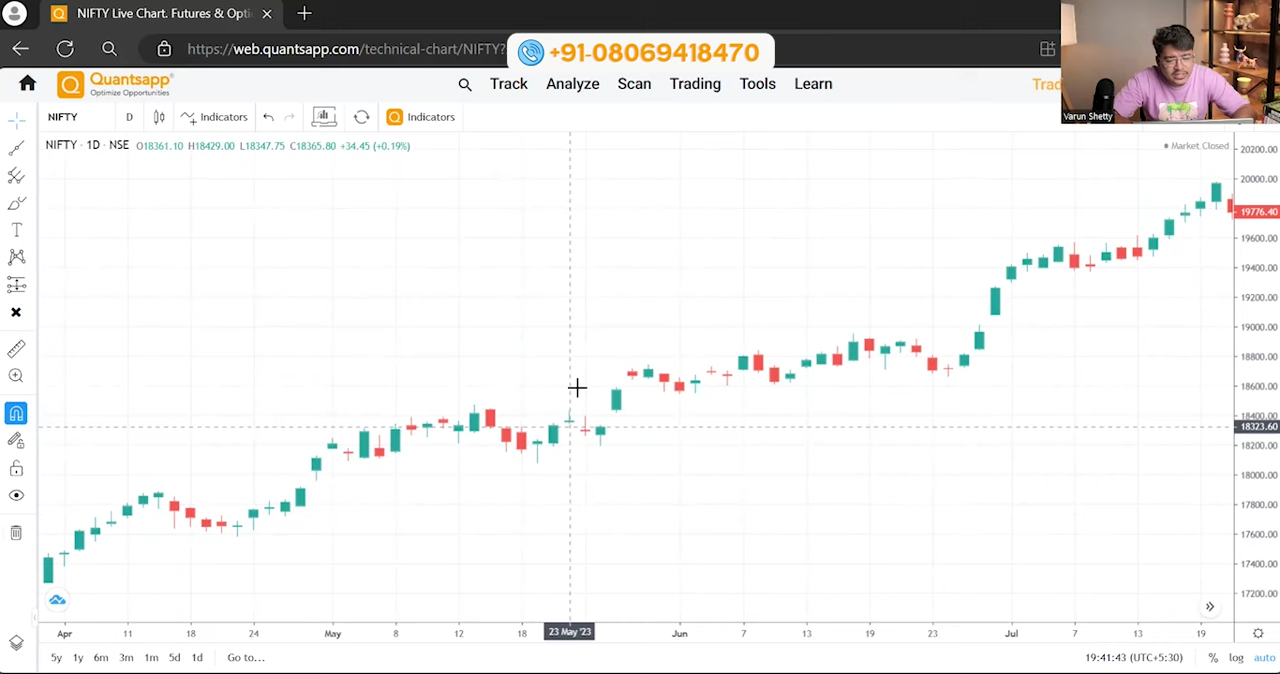 NIFTY Live Chart. Futures & Opti
https://web.quantsapp.com/technical-chart/NIFTY?
+91-08069418470
Varun Shetty
Quantsapp
Optimize Opportunities
Track Analyze Scan Trading Tools Learn
NIFTY D Indicators Indicators
NIFTY · 1D · NSE O18361.10 H18429.00 L18347.75 C18365.80 +34.45 (+0.19%)
Market Closed
20200.00
20000.00
19776.40
19600.00
19400.00
19200.00
19000.00
18800.00
18600.00
18400.00
18323.60
18200.00
18000.00
17800.00
17600.00
17400.00
17200.00
Apr 11 18 24 May 8 12 18 23 May '23 Jun 7 13 19 23 Jul 7 13 19
5y 1y 6m 3m 1m 5d 1d Go to... 19:41:43 (UTC+5:30) % log auto